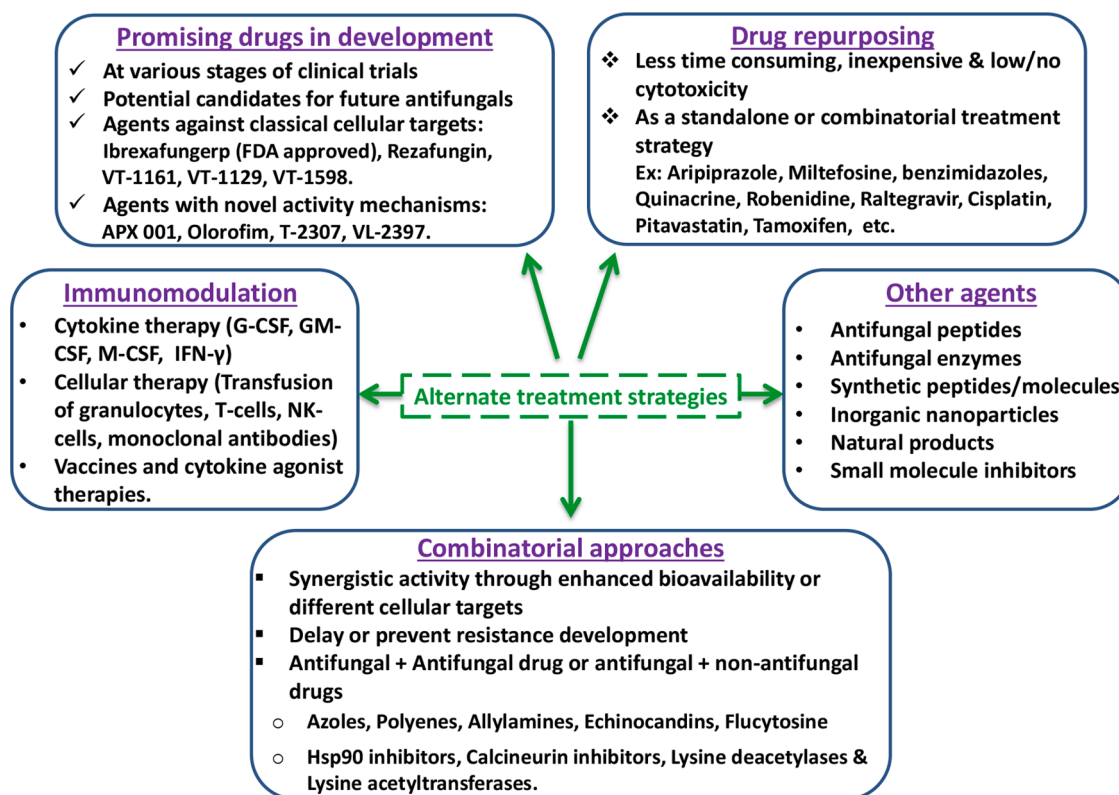 Promising drugs in development
✓ At various stages of clinical trials
✓ Potential candidates for future antifungals
✓ Agents against classical cellular targets:
Ibrexafungerp (FDA approved), Rezafungin,
VT-1161, VT-1129, VT-1598.
✓ Agents with novel activity mechanisms:
APX 001, Olorofim, T-2307, VL-2397.
Drug repurposing
❖ Less time consuming, inexpensive & low/no
cytotoxicity
❖ As a standalone or combinatorial treatment
strategy
Ex: Aripiprazole, Miltefosine, benzimidazoles,
Quinacrine, Robenidine, Raltegravir, Cisplatin,
Pitavastatin, Tamoxifen, etc.
Immunomodulation
• Cytokine therapy (G-CSF, GM-
CSF, M-CSF, IFN-γ)
• Cellular therapy (Transfusion
of granulocytes, T-cells, NK-
cells, monoclonal antibodies)
• Vaccines and cytokine agonist
therapies.
Alternate treatment strategies
Other agents
• Antifungal peptides
• Antifungal enzymes
• Synthetic peptides/molecules
• Inorganic nanoparticles
• Natural products
• Small molecule inhibitors
Combinatorial approaches
▪ Synergistic activity through enhanced bioavailability or
different cellular targets
▪ Delay or prevent resistance development
▪ Antifungal + Antifungal drug or antifungal + non-antifungal
drugs
○ Azoles, Polyenes, Allylamines, Echinocandins, Flucytosine
○ Hsp90 inhibitors, Calcineurin inhibitors, Lysine deacetylases &
Lysine acetyltransferases.